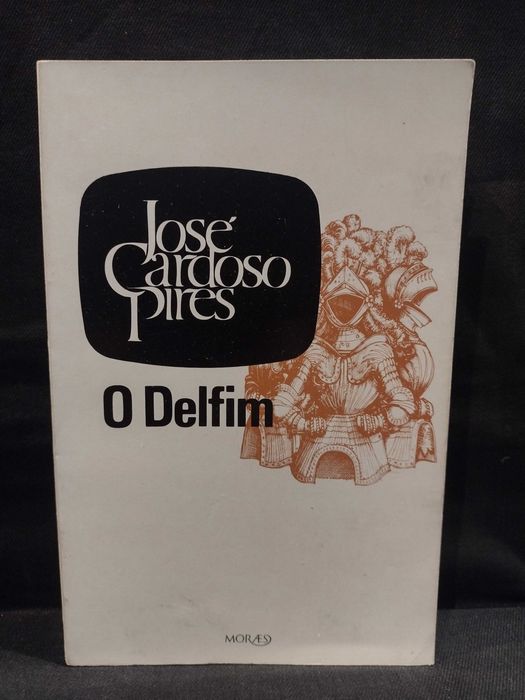 José
Cardoso
Pires
O Delfim
MORÆS